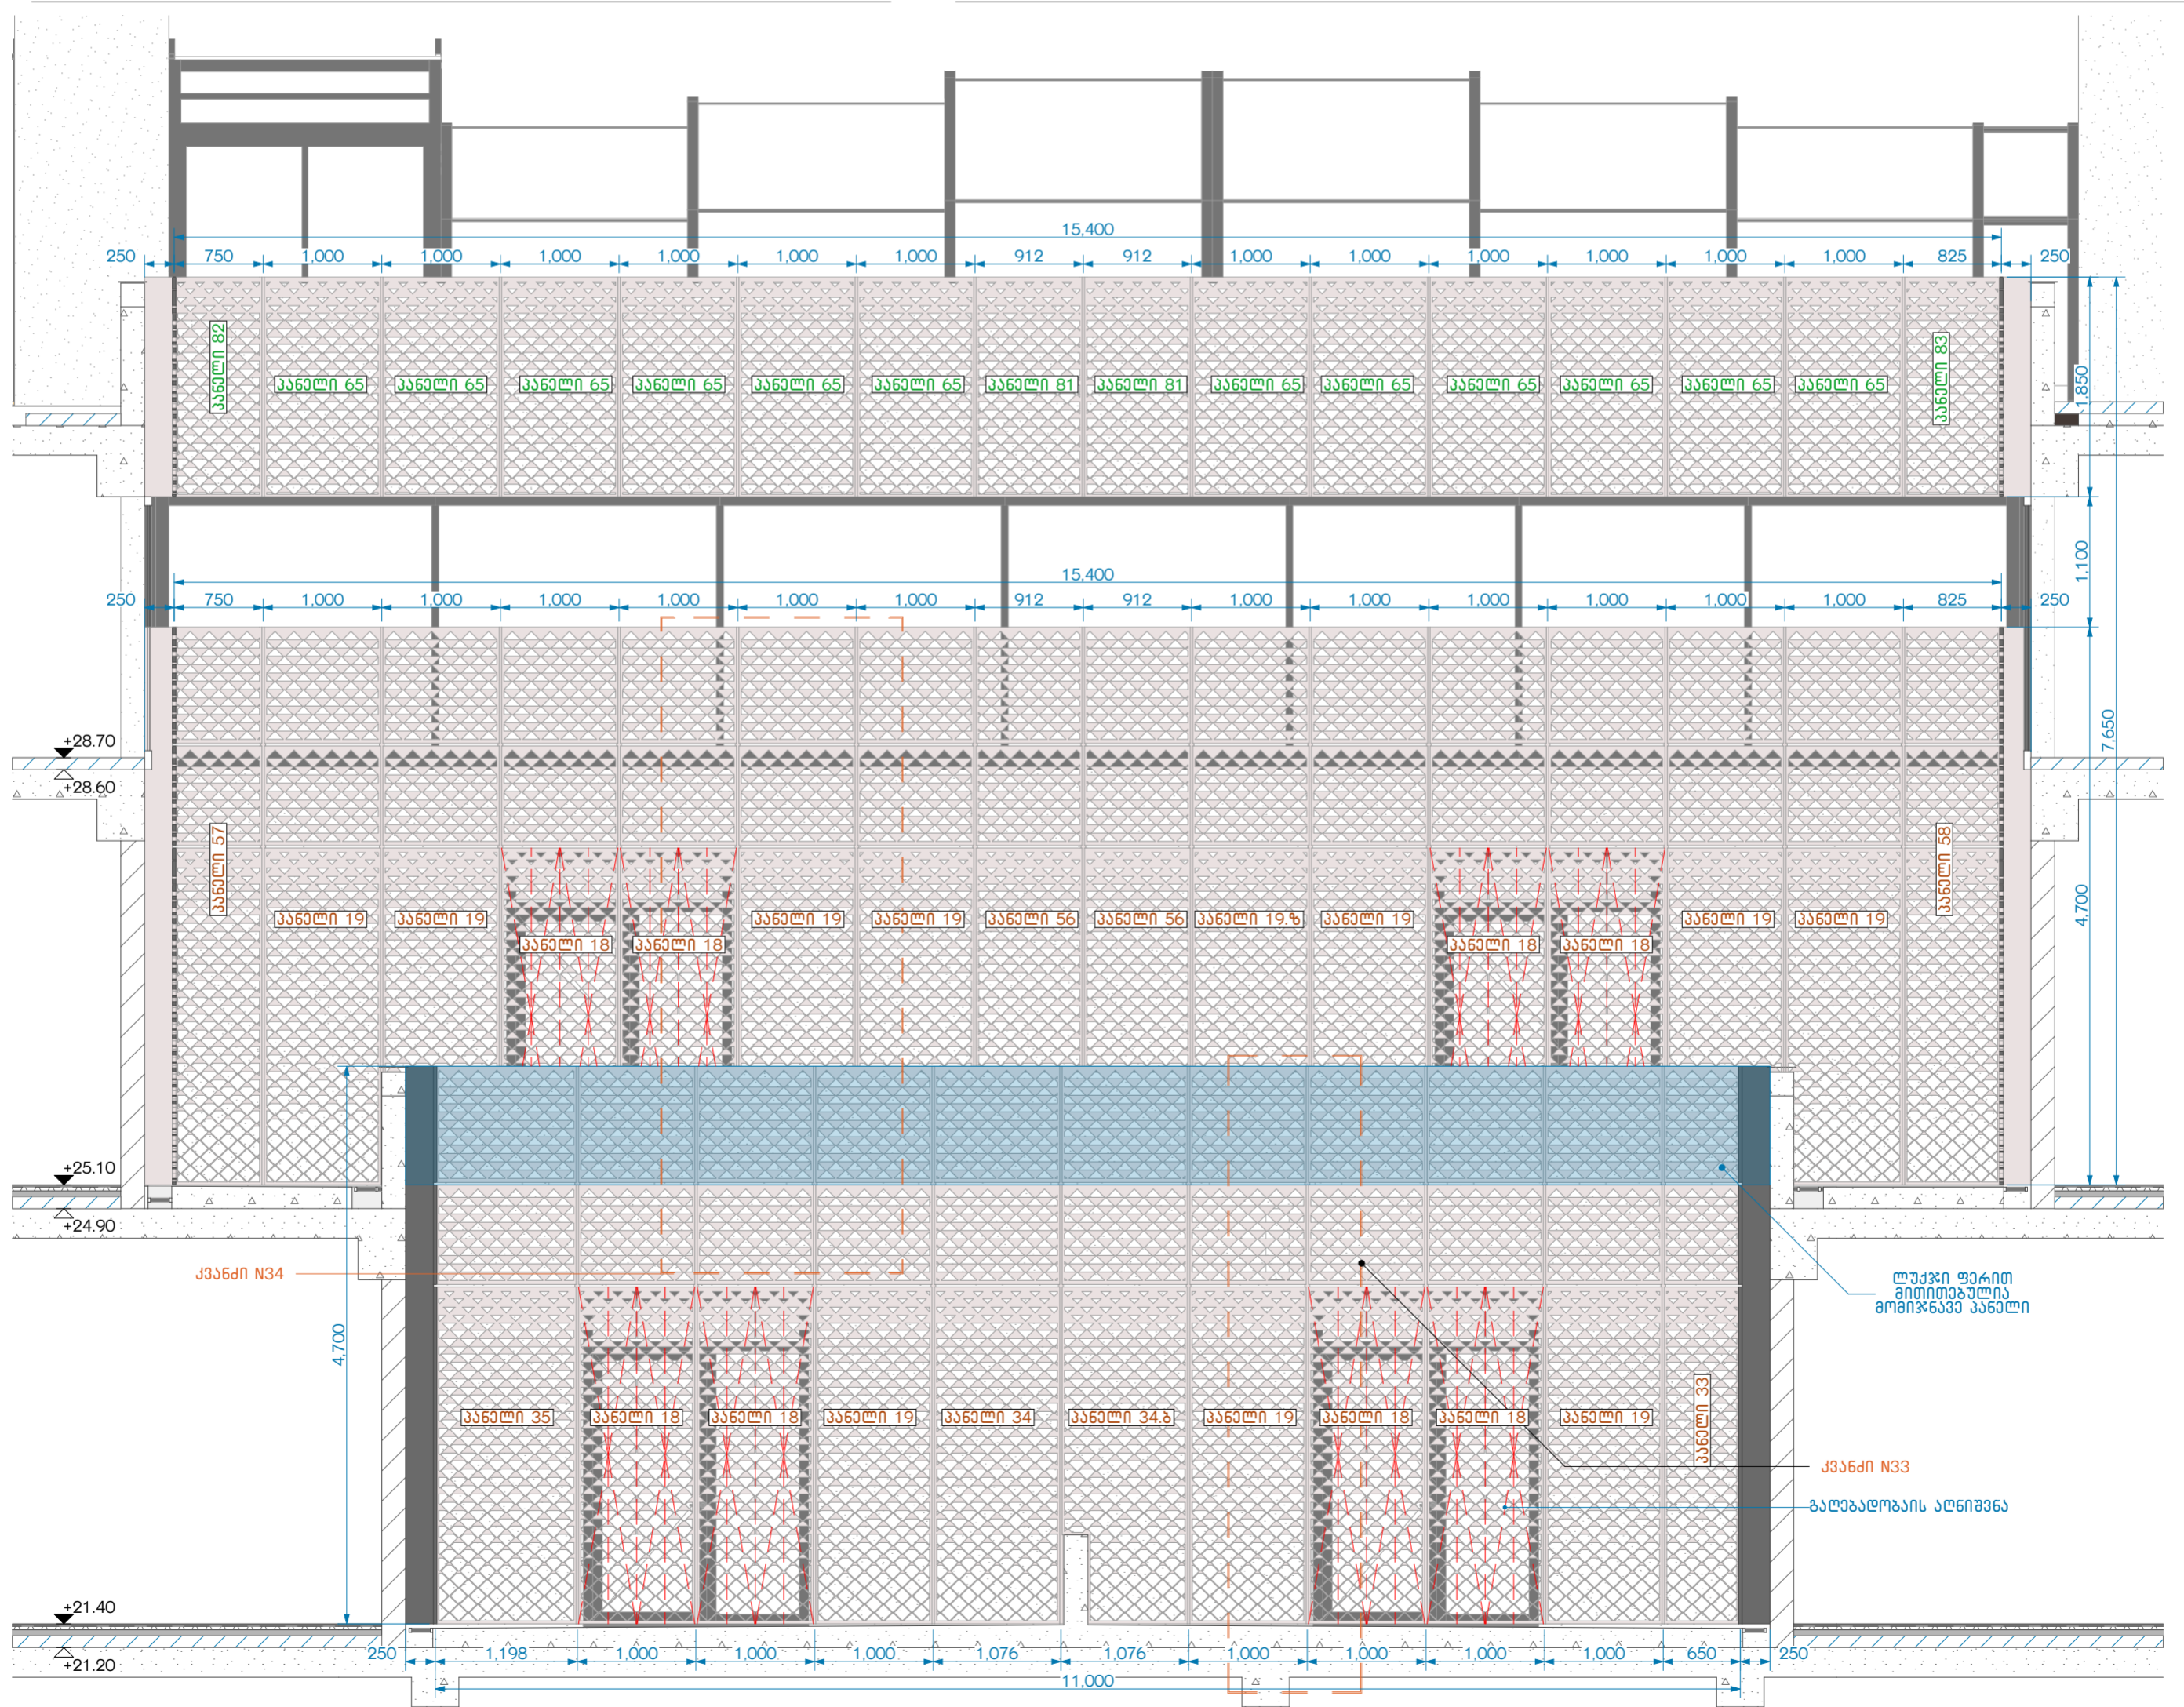 15,400
250 750 1,000 1,000 1,000 1,000 1,000 1,000 912 912 1,000 1,000 1,000 1,000 1,000 1,000 825 250
პანელი 82
პანელი 65 პანელი 65 პანელი 65 პანელი 65 პანელი 65 პანელი 65 პანელი 81 პანელი 81 პანელი 65 პანელი 65 პანელი 65 პანელი 65 პანელი 65 პანელი 65
პანელი 83
1,850
1,100
15,400
250 750 1,000 1,000 1,000 1,000 1,000 1,000 912 912 1,000 1,000 1,000 1,000 1,000 1,000 825 250
+28.70
+28.60
7,650
4,700
პანელი 57
პანელი 19 პანელი 19 პანელი 19 პანელი 19 პანელი 56 პანელი 56 პანელი 19.ზ პანელი 19 პანელი 19 პანელი 19
პანელი 18 პანელი 18 პანელი 18 პანელი 18
პანელი 58
+25.10
+24.90
კვანძი N34
ლურჯი ფერით
მითითებულია
მომიჯნავე პანელი
4,700
პანელი 35 პანელი 18 პანელი 18 პანელი 19 პანელი 34 პანელი 34.ბ პანელი 19 პანელი 18 პანელი 18 პანელი 19
პანელი 33
კვანძი N33
გაღებადობაის აღნიშვნა
+21.40
+21.20
250 1,198 1,000 1,000 1,000 1,076 1,076 1,000 1,000 1,000 1,000 650 250
11,000